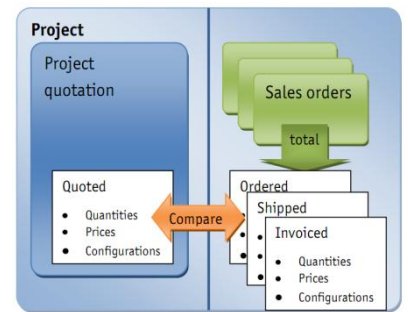 Project
Project
quotation
Quoted
• Quantities
• Prices
• Configurations
Compare
Sales orders
total
Ordered
Shipped
Invoiced
• Quantities
• Prices
• Configurations